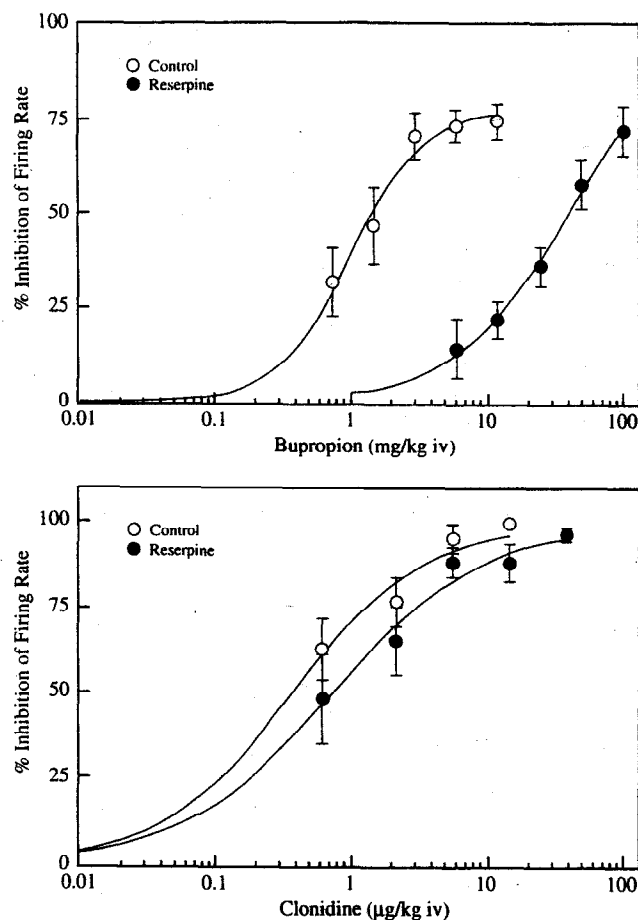 % Inhibition of Firing Rate
100
75
50
25
0
Control
Reserpine
0.01 0.1 1 10 100
Bupropion (mg/kg iv)
% Inhibition of Firing Rate
100
75
50
25
0
Control
Reserpine
0.01 0.1 1 10 100
Clonidine (µg/kg iv)